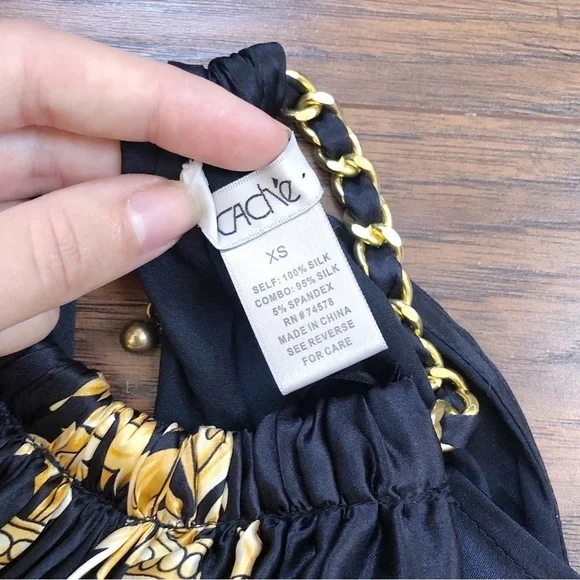 CACHé.
XS
SELF: 100% SILK
COMBO: 95% SILK
5% SPANDEX
RN# 74578
MADE IN CHINA
SEE REVERSE
FOR CARE